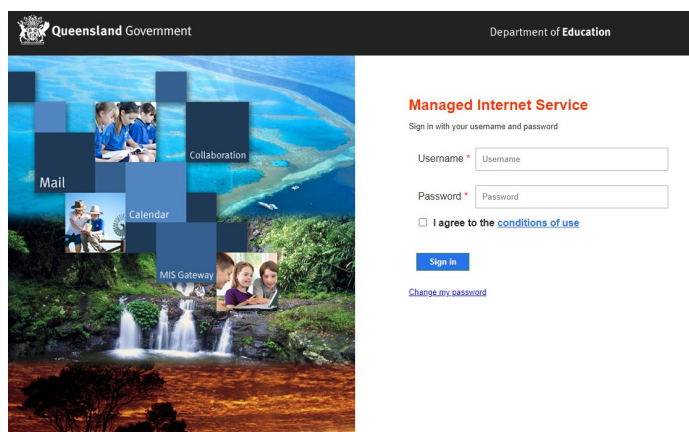 Queensland Government
Department of Education
Mail
Collaboration
Calendar
MIS Gateway
Managed Internet Service
Sign in with your username and password
Username * Username
Password * Password
I agree to the conditions of use
Sign in
Change my password